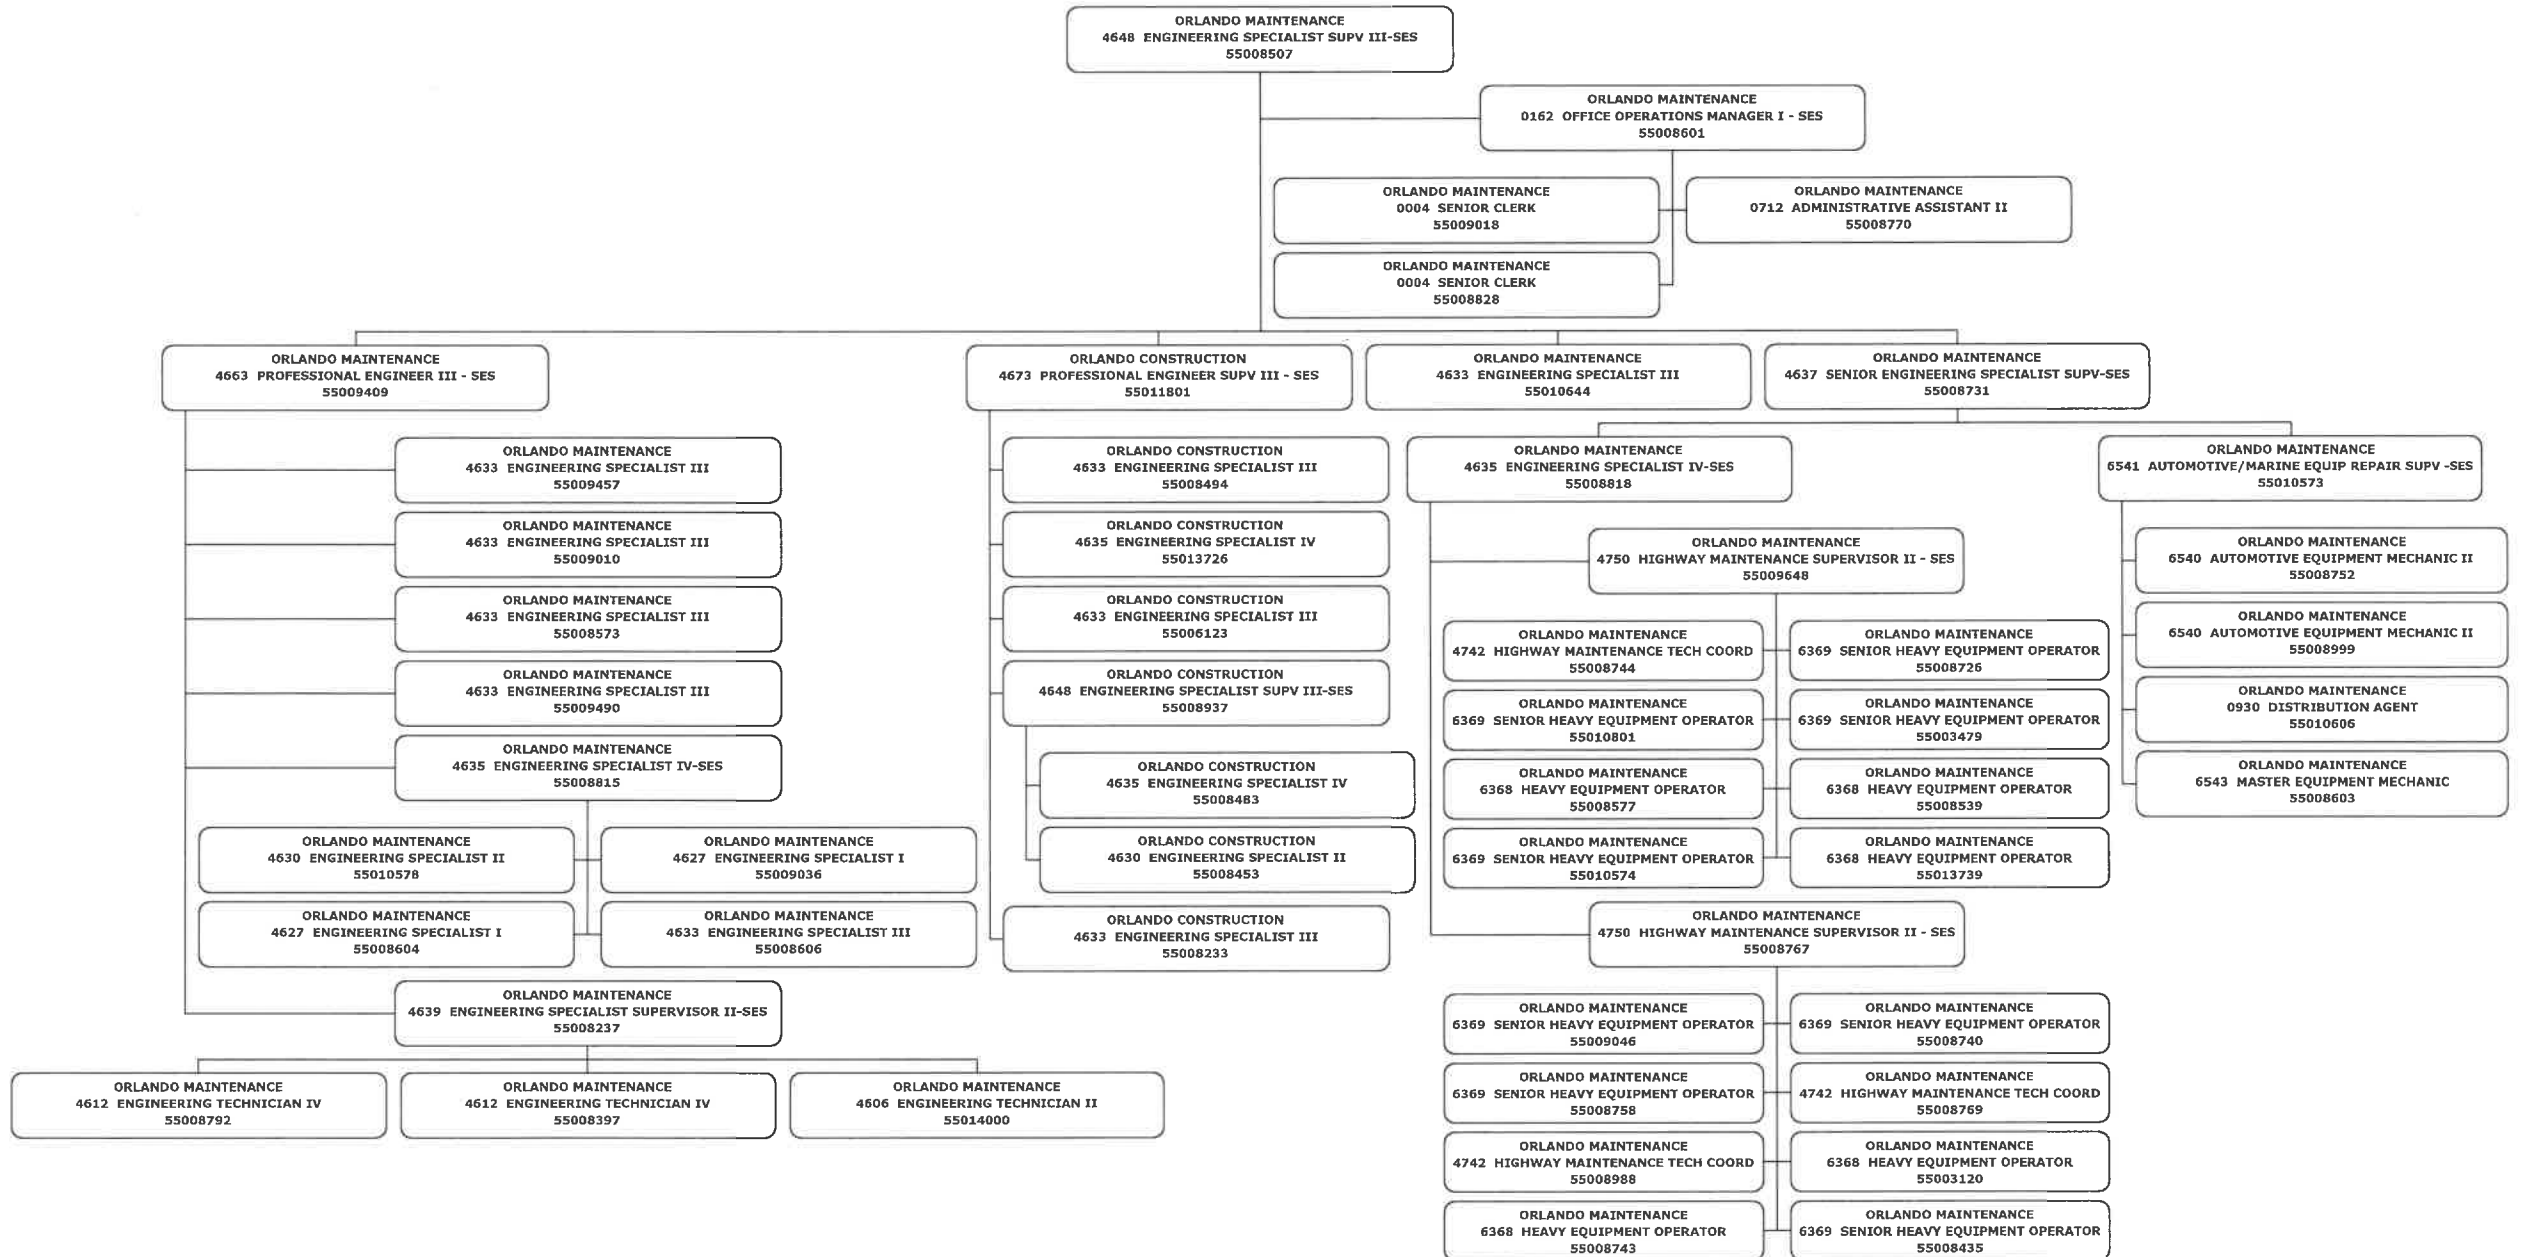 ORLANDO MAINTENANCE
4648 ENGINEERING SPECIALIST SUPV III-SES
55008507
ORLANDO MAINTENANCE
0162 OFFICE OPERATIONS MANAGER I - SES
55008601
ORLANDO MAINTENANCE
0004 SENIOR CLERK
55009018
ORLANDO MAINTENANCE
0712 ADMINISTRATIVE ASSISTANT II
55008770
ORLANDO MAINTENANCE
0004 SENIOR CLERK
55008828
ORLANDO MAINTENANCE
4663 PROFESSIONAL ENGINEER III - SES
55009409
ORLANDO MAINTENANCE
4633 ENGINEERING SPECIALIST III
55009457
ORLANDO MAINTENANCE
4633 ENGINEERING SPECIALIST III
55009010
ORLANDO MAINTENANCE
4633 ENGINEERING SPECIALIST III
55008573
ORLANDO MAINTENANCE
4633 ENGINEERING SPECIALIST III
55009490
ORLANDO MAINTENANCE
4635 ENGINEERING SPECIALIST IV-SES
55008815
ORLANDO MAINTENANCE
4630 ENGINEERING SPECIALIST II
55010578
ORLANDO MAINTENANCE
4627 ENGINEERING SPECIALIST I
55009036
ORLANDO MAINTENANCE
4627 ENGINEERING SPECIALIST I
55008604
ORLANDO MAINTENANCE
4633 ENGINEERING SPECIALIST III
55008606
ORLANDO MAINTENANCE
4639 ENGINEERING SPECIALIST SUPERVISOR II-SES
55008237
ORLANDO MAINTENANCE
4612 ENGINEERING TECHNICIAN IV
55008792
ORLANDO MAINTENANCE
4612 ENGINEERING TECHNICIAN IV
55008397
ORLANDO MAINTENANCE
4606 ENGINEERING TECHNICIAN II
55014000
ORLANDO CONSTRUCTION
4673 PROFESSIONAL ENGINEER SUPV III - SES
55011801
ORLANDO CONSTRUCTION
4633 ENGINEERING SPECIALIST III
55008494
ORLANDO CONSTRUCTION
4635 ENGINEERING SPECIALIST IV
55013726
ORLANDO CONSTRUCTION
4633 ENGINEERING SPECIALIST III
55006123
ORLANDO CONSTRUCTION
4648 ENGINEERING SPECIALIST SUPV III-SES
55008937
ORLANDO CONSTRUCTION
4635 ENGINEERING SPECIALIST IV
55008483
ORLANDO CONSTRUCTION
4630 ENGINEERING SPECIALIST II
55008453
ORLANDO CONSTRUCTION
4633 ENGINEERING SPECIALIST III
55008233
ORLANDO MAINTENANCE
4633 ENGINEERING SPECIALIST III
55010644
ORLANDO MAINTENANCE
4637 SENIOR ENGINEERING SPECIALIST SUPV-SES
55008731
ORLANDO MAINTENANCE
4635 ENGINEERING SPECIALIST IV-SES
55008818
ORLANDO MAINTENANCE
4750 HIGHWAY MAINTENANCE SUPERVISOR II - SES
55009648
ORLANDO MAINTENANCE
4742 HIGHWAY MAINTENANCE TECH COORD
55008744
ORLANDO MAINTENANCE
6369 SENIOR HEAVY EQUIPMENT OPERATOR
55008726
ORLANDO MAINTENANCE
6369 SENIOR HEAVY EQUIPMENT OPERATOR
55010801
ORLANDO MAINTENANCE
6369 SENIOR HEAVY EQUIPMENT OPERATOR
55003479
ORLANDO MAINTENANCE
6368 HEAVY EQUIPMENT OPERATOR
55008577
ORLANDO MAINTENANCE
6368 HEAVY EQUIPMENT OPERATOR
55008539
ORLANDO MAINTENANCE
6369 SENIOR HEAVY EQUIPMENT OPERATOR
55010574
ORLANDO MAINTENANCE
6368 HEAVY EQUIPMENT OPERATOR
55013739
ORLANDO MAINTENANCE
4750 HIGHWAY MAINTENANCE SUPERVISOR II - SES
55008767
ORLANDO MAINTENANCE
6369 SENIOR HEAVY EQUIPMENT OPERATOR
55009046
ORLANDO MAINTENANCE
6369 SENIOR HEAVY EQUIPMENT OPERATOR
55008740
ORLANDO MAINTENANCE
6369 SENIOR HEAVY EQUIPMENT OPERATOR
55008758
ORLANDO MAINTENANCE
4742 HIGHWAY MAINTENANCE TECH COORD
55008769
ORLANDO MAINTENANCE
4742 HIGHWAY MAINTENANCE TECH COORD
55008988
ORLANDO MAINTENANCE
6368 HEAVY EQUIPMENT OPERATOR
55003120
ORLANDO MAINTENANCE
6368 HEAVY EQUIPMENT OPERATOR
55008743
ORLANDO MAINTENANCE
6369 SENIOR HEAVY EQUIPMENT OPERATOR
55008435
ORLANDO MAINTENANCE
6541 AUTOMOTIVE/MARINE EQUIP REPAIR SUPV -SES
55010573
ORLANDO MAINTENANCE
6540 AUTOMOTIVE EQUIPMENT MECHANIC II
55008752
ORLANDO MAINTENANCE
6540 AUTOMOTIVE EQUIPMENT MECHANIC II
55008999
ORLANDO MAINTENANCE
0930 DISTRIBUTION AGENT
55010606
ORLANDO MAINTENANCE
6543 MASTER EQUIPMENT MECHANIC
55008603